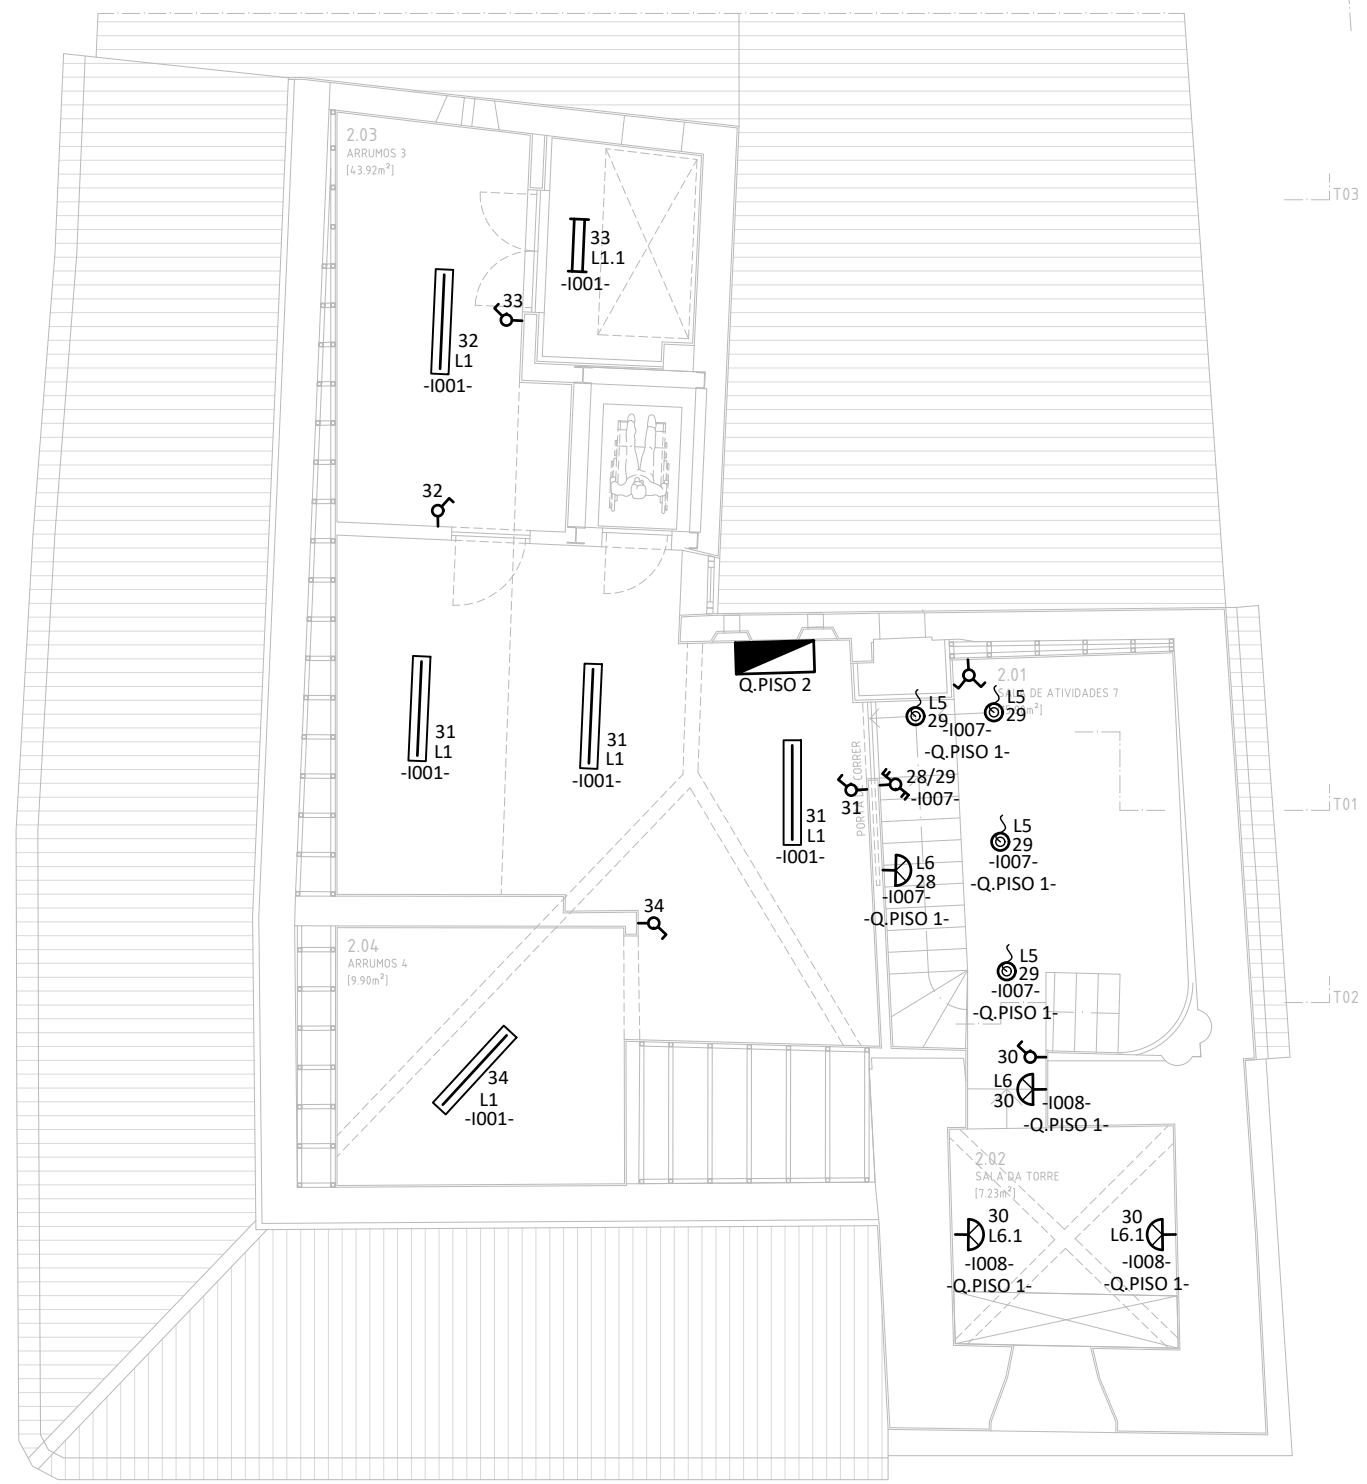 T03
2.03
ARRUMOS 3
[43.92m²]
33
L1.1
-I001-
33
32
L1
-I001-
32
Q.PISO 2
2.01
SALA DE ATIVIDADES 7
L5
29
L5
29
-I007-
-Q.PISO 1-
31
L1
-I001-
31
L1
-I001-
31
L1
-I001-
31
28/29
-I007-
T01
L5
29
-I007-
-Q.PISO 1-
L6
28
-I007-
-Q.PISO 1-
34
2.04
ARRUMOS 4
[9.90m²]
L5
29
-I007-
-Q.PISO 1-
T02
30
34
L1
-I001-
L6
30
-I008-
-Q.PISO 1-
2.02
SALA DA TORRE
[7.23m²]
30
L6.1
-I008-
-Q.PISO 1-
30
L6.1
-I008-
-Q.PISO 1-